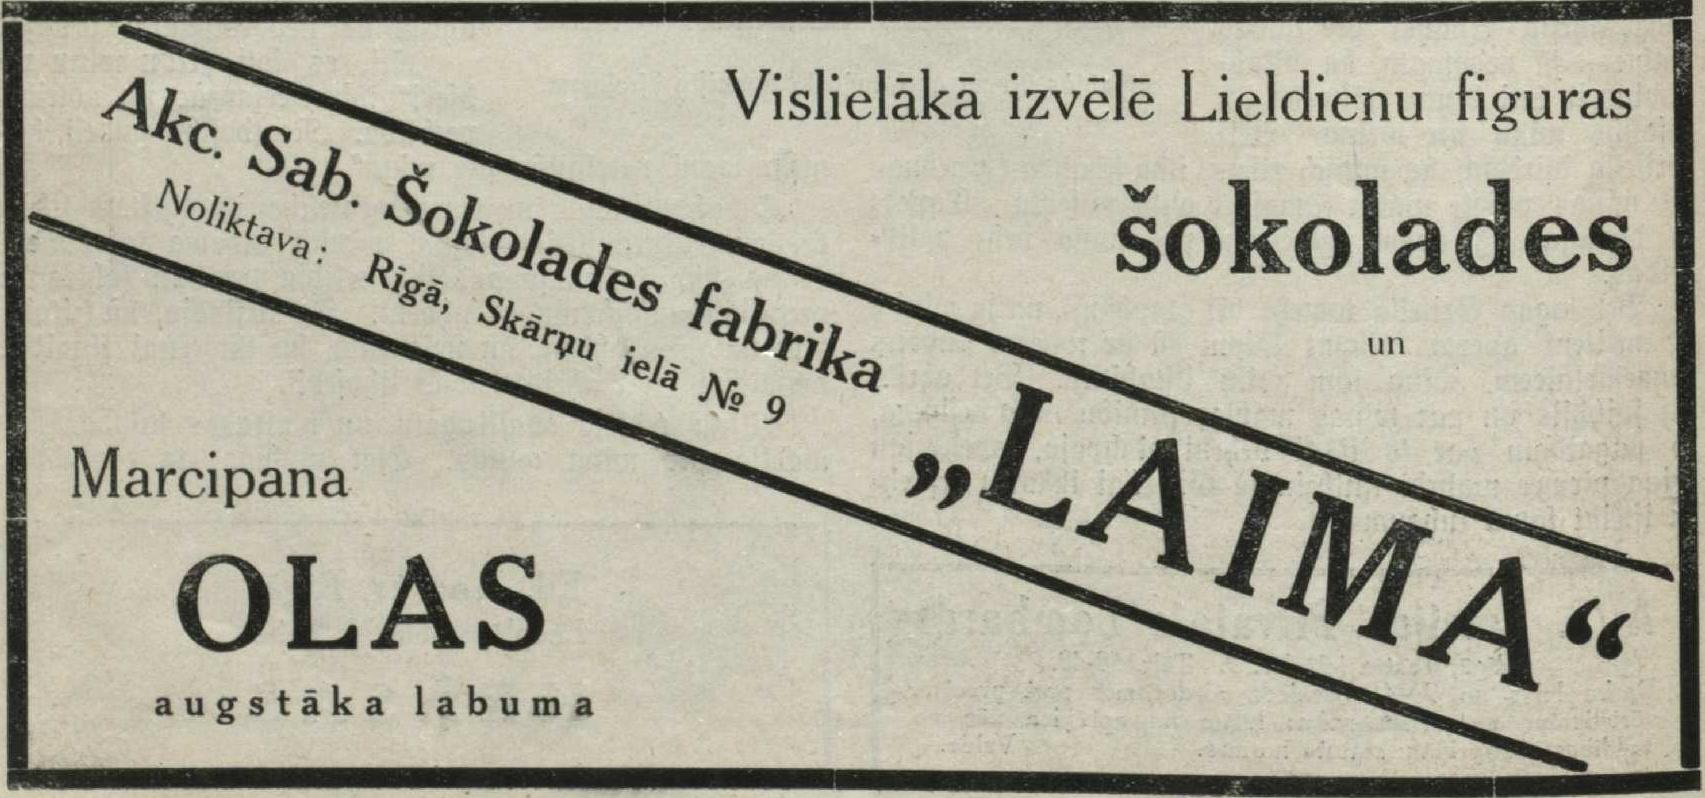 Vislielākā izvēlē Lieldienu figuras
šokolades
un
Akc. Sab. Šokolades fabrika
Noliktava: Rīgā, Skārņu ielā № 9
„LAIMA“
Marcipana
OLAS
augstāka labuma